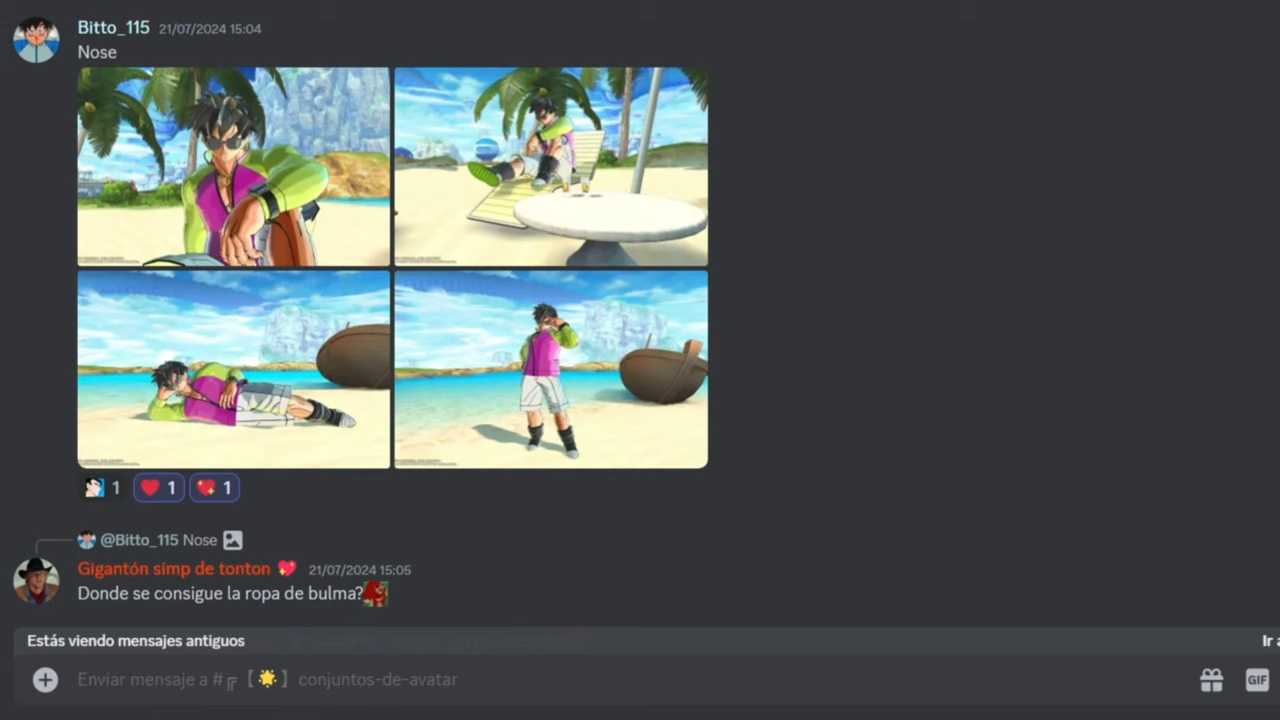 Bitto_115 21/07/2024 15:04
Nose
1 1 1
@Bitto_115 Nose
Gigantón simp de tonton 21/07/2024 15:05
Donde se consigue la ropa de bulma?
Estás viendo mensajes antiguos Ir a
Enviar mensaje a #╔【🌟】conjuntos-de-avatar
GIF